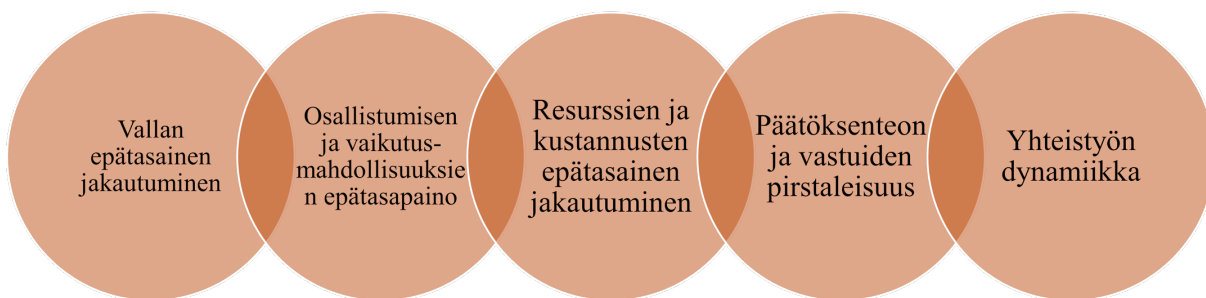 Vallan
epätasainen
jakautuminen
Osallistumisen
ja vaikutus-
mahdollisuuksie
n epätasapaino
Resurssien ja
kustannusten
epätasainen
jakautuminen
Päätöksenteon
ja vastuiden
pirstaleisuus
Yhteistyön
dynamiikka